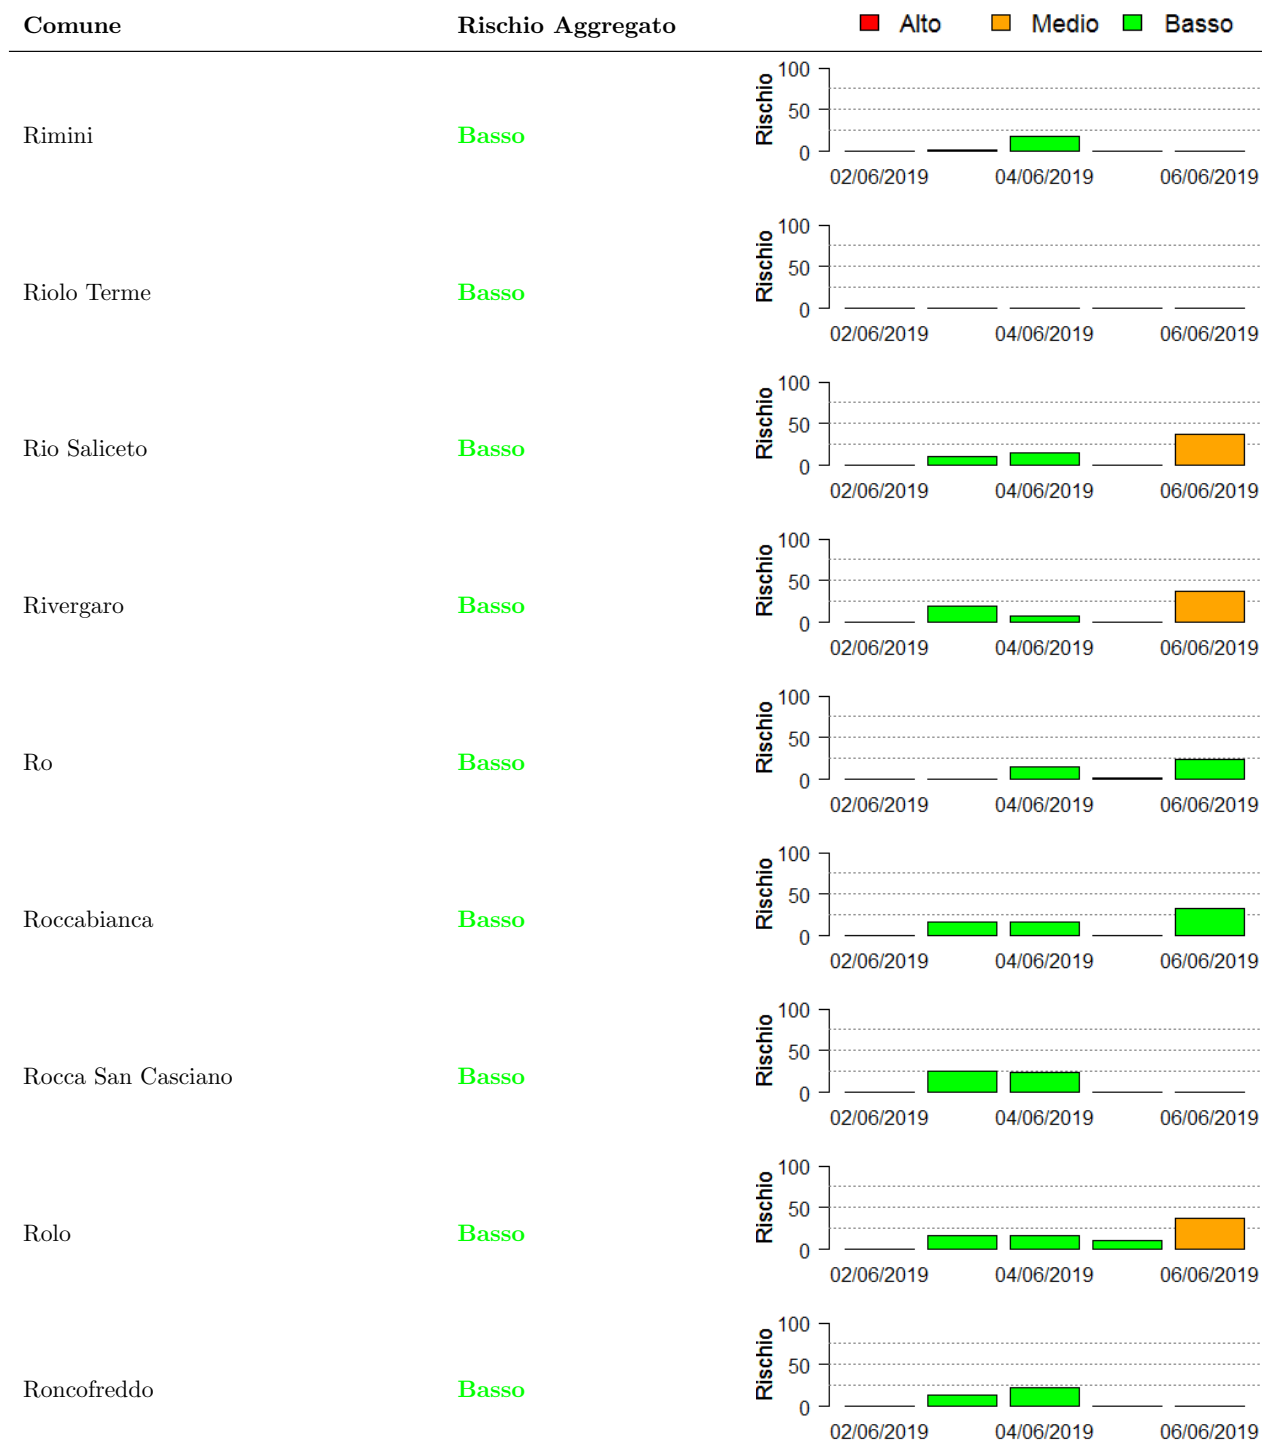 Comune Rischio Aggregato Alto Medio Basso
Rimini Basso
Rischio
100
50
0
02/06/2019 04/06/2019 06/06/2019
Riolo Terme Basso
Rischio
100
50
0
02/06/2019 04/06/2019 06/06/2019
Rio Saliceto Basso
Rischio
100
50
0
02/06/2019 04/06/2019 06/06/2019
Rivergaro Basso
Rischio
100
50
0
02/06/2019 04/06/2019 06/06/2019
Ro Basso
Rischio
100
50
0
02/06/2019 04/06/2019 06/06/2019
Roccabianca Basso
Rischio
100
50
0
02/06/2019 04/06/2019 06/06/2019
Rocca San Casciano Basso
Rischio
100
50
0
02/06/2019 04/06/2019 06/06/2019
Rolo Basso
Rischio
100
50
0
02/06/2019 04/06/2019 06/06/2019
Roncofreddo Basso
Rischio
100
50
0
02/06/2019 04/06/2019 06/06/2019